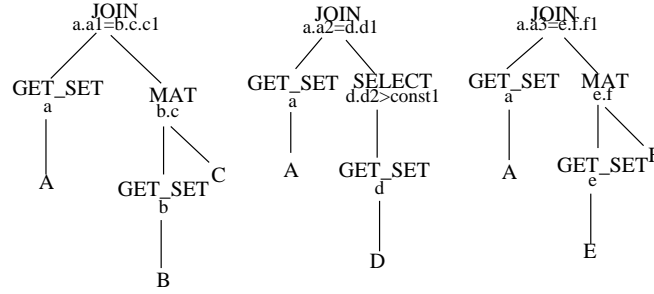 JOIN
a.a1=b.c.c1
GET_SET
a
MAT
b.c
A
GET_SET
b
C
B
JOIN
a.a2=d.d1
GET_SET
a
SELECT
d.d2>const1
A
GET_SET
d
D
JOIN
a.a3=e.f.f1
GET_SET
a
MAT
e.f
A
GET_SET
e
E